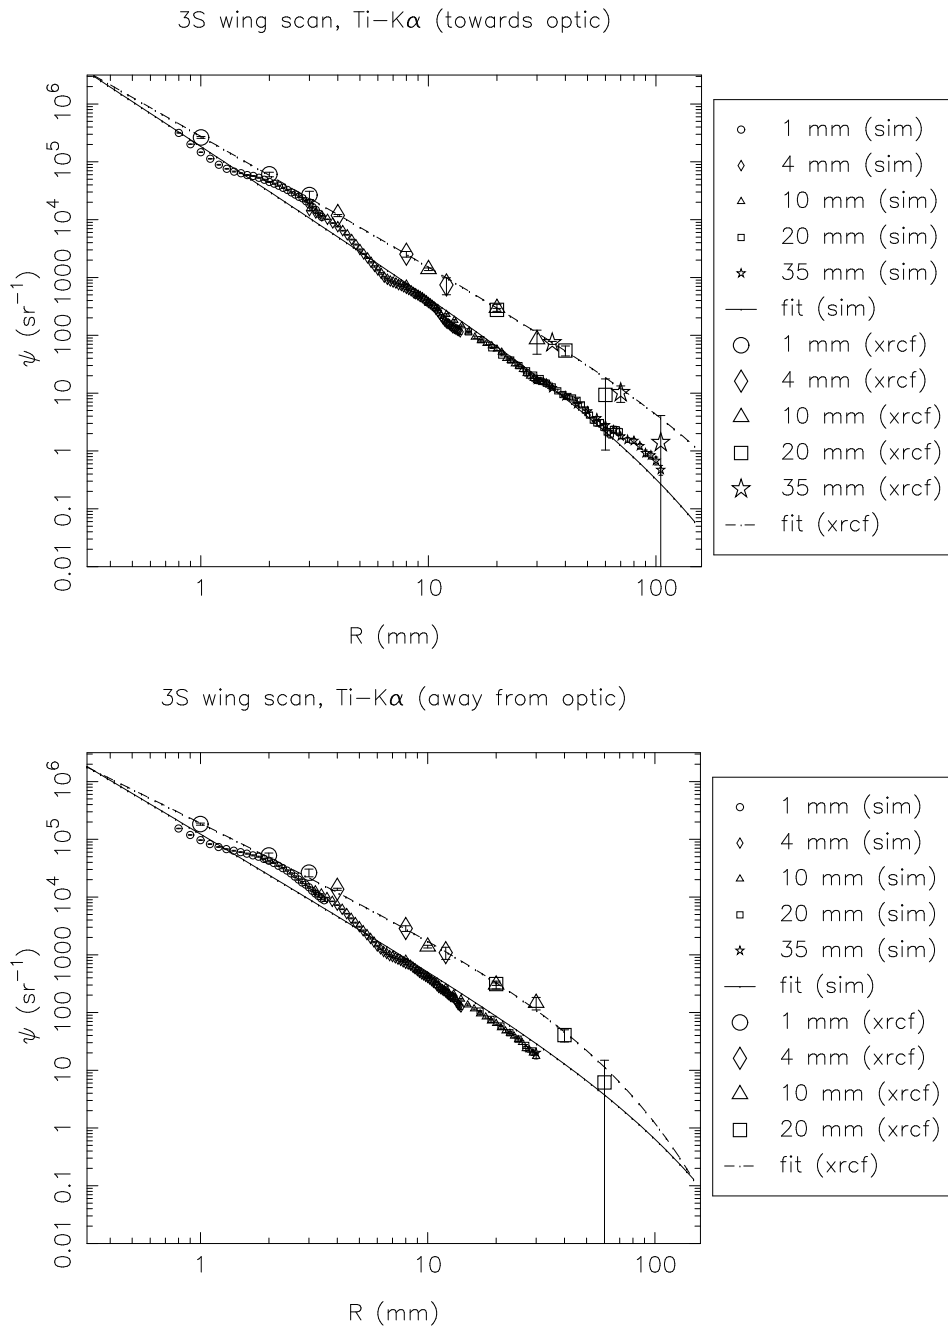 3S wing scan, Ti−Kα (towards optic)
10⁶
10⁵
10⁴
1000
100
10
1
0.1
0.01
ψ (sr⁻¹)
1 10 100
R (mm)
1 mm (sim)
4 mm (sim)
10 mm (sim)
20 mm (sim)
35 mm (sim)
fit (sim)
1 mm (xrcf)
4 mm (xrcf)
10 mm (xrcf)
20 mm (xrcf)
35 mm (xrcf)
fit (xrcf)
3S wing scan, Ti−Kα (away from optic)
10⁶
10⁵
10⁴
1000
100
10
1
0.1
0.01
ψ (sr⁻¹)
1 10 100
R (mm)
1 mm (sim)
4 mm (sim)
10 mm (sim)
20 mm (sim)
35 mm (sim)
fit (sim)
1 mm (xrcf)
4 mm (xrcf)
10 mm (xrcf)
20 mm (xrcf)
fit (xrcf)